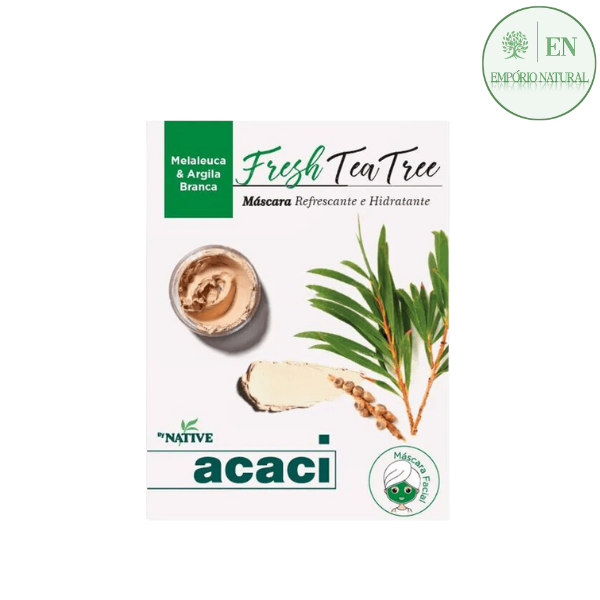 EN
EMPÓRIO NATURAL
Melaleuca
& Argila
Branca
Fresh Tea Tree
Máscara Refrescante e Hidratante
By NATIVE
acaci
Máscara Facial